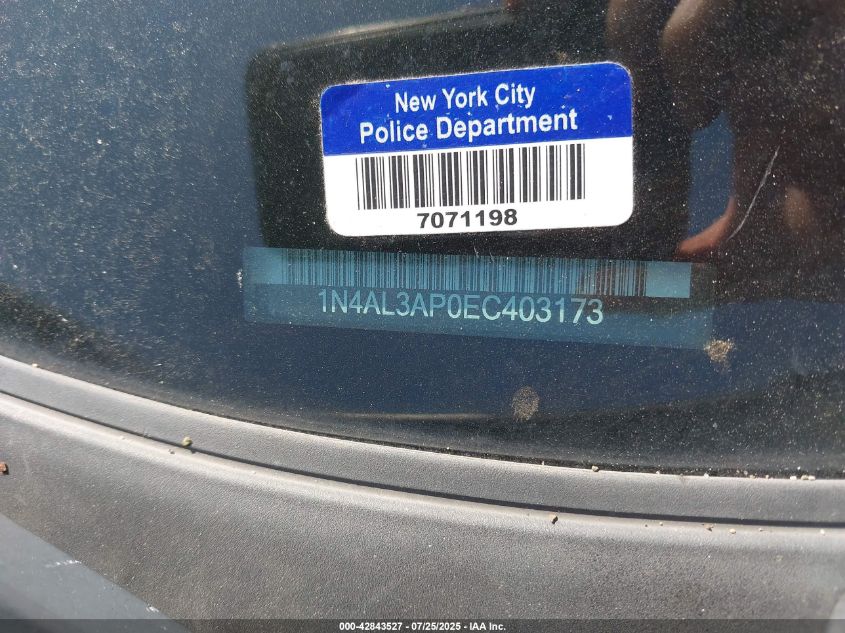 New York City
Police Department
7071198
1N4AL3AP0EC403173
000-42843527 - 07/25/2025 - IAA Inc.